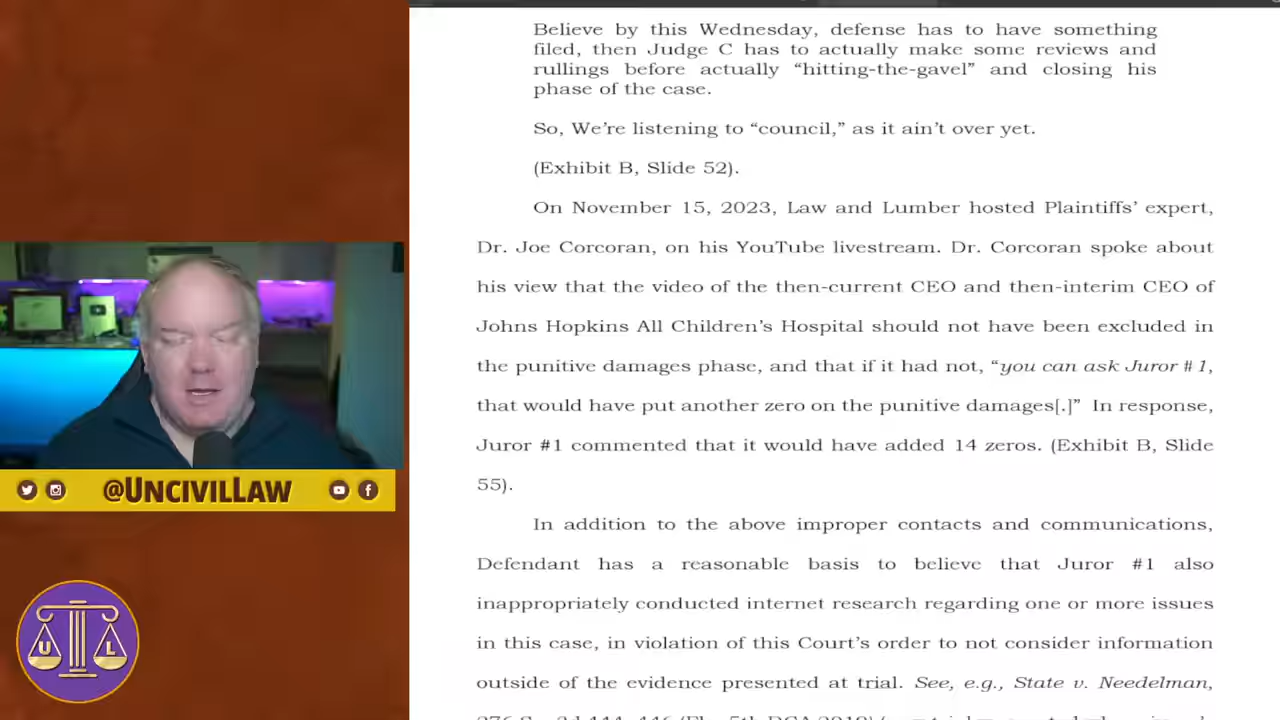 Believe by this Wednesday, defense has to have something
filed, then Judge C has to actually make some reviews and
rullings before actually “hitting-the-gavel” and closing his
phase of the case.
So, We’re listening to “council,” as it ain’t over yet.
(Exhibit B, Slide 52).
On November 15, 2023, Law and Lumber hosted Plaintiffs’ expert,
Dr. Joe Corcoran, on his YouTube livestream. Dr. Corcoran spoke about
his view that the video of the then-current CEO and then-interim CEO of
Johns Hopkins All Children’s Hospital should not have been excluded in
the punitive damages phase, and that if it had not, “you can ask Juror #1,
that would have put another zero on the punitive damages[.]” In response,
Juror #1 commented that it would have added 14 zeros. (Exhibit B, Slide
55).
In addition to the above improper contacts and communications,
Defendant has a reasonable basis to believe that Juror #1 also
inappropriately conducted internet research regarding one or more issues
in this case, in violation of this Court’s order to not consider information
outside of the evidence presented at trial. See, e.g., State v. Needelman,
@UNCIVILLAW
U L